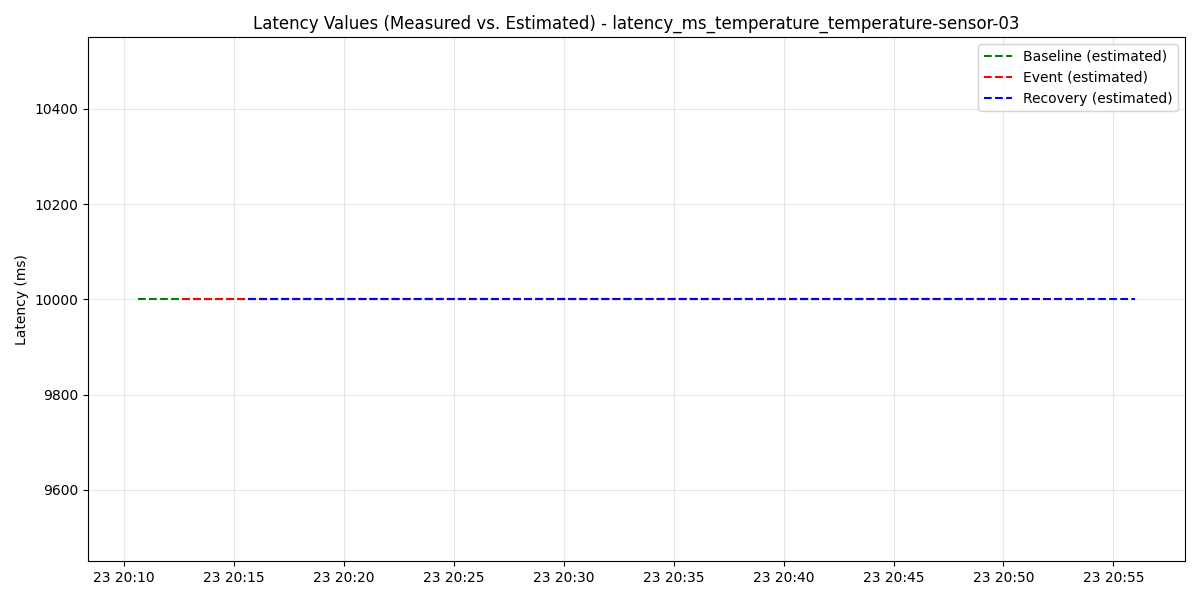 Latency Values (Measured vs. Estimated) - latency_ms_temperature_temperature-sensor-03
Baseline (estimated)
Event (estimated)
Recovery (estimated)
Latency (ms)
10400
10200
10000
9800
9600
23 20:10 23 20:15 23 20:20 23 20:25 23 20:30 23 20:35 23 20:40 23 20:45 23 20:50 23 20:55